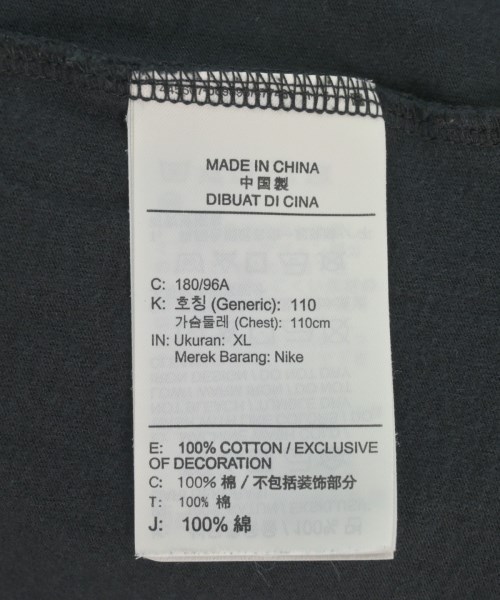 MADE IN CHINA
中国製
DIBUAT DI CINA
C: 180/96A
K: 호칭 (Generic): 110
가슴둘레 (Chest): 110cm
IN: Ukuran: XL
Merek Barang: Nike
E: 100% COTTON / EXCLUSIVE
OF DECORATION
C: 100% 棉 / 不包括装饰部分
T: 100% 棉
J: 100% 綿